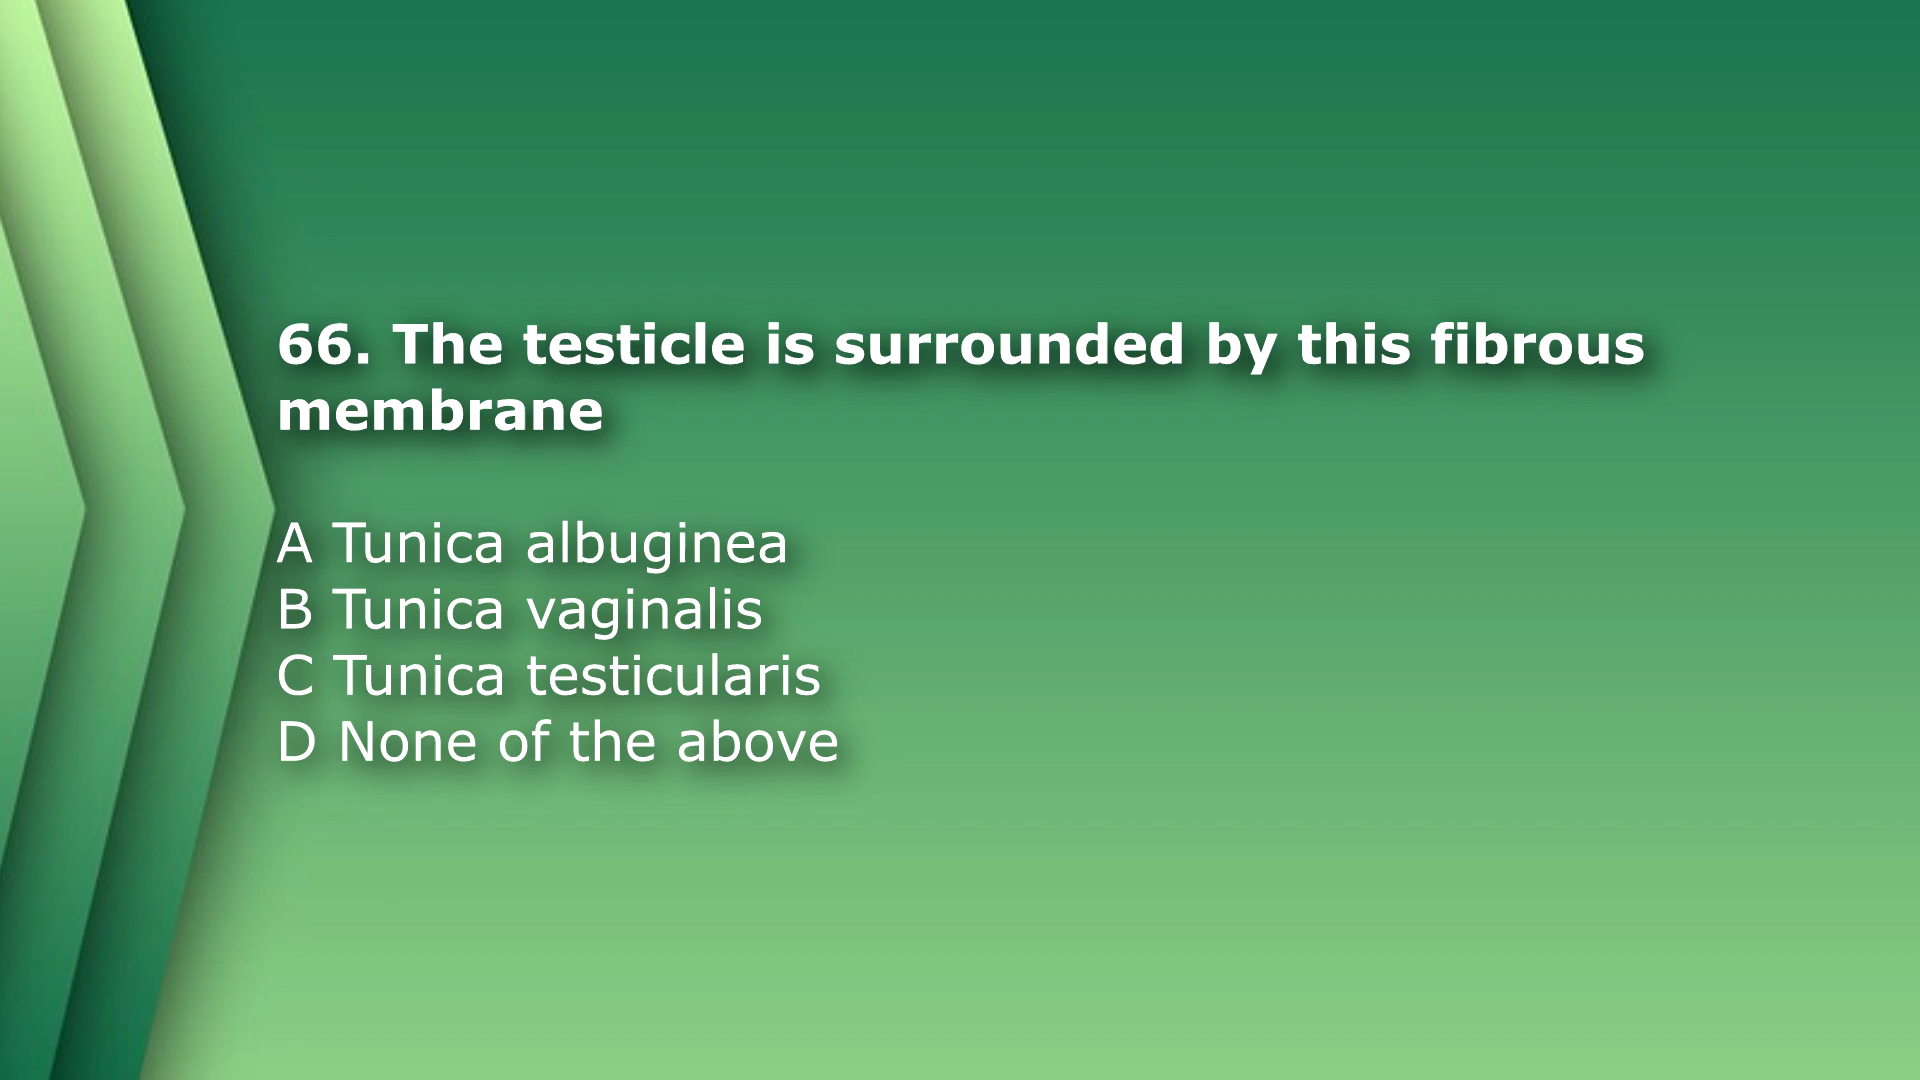 66. The testicle is surrounded by this fibrous
membrane
A Tunica albuginea
B Tunica vaginalis
C Tunica testicularis
D None of the above